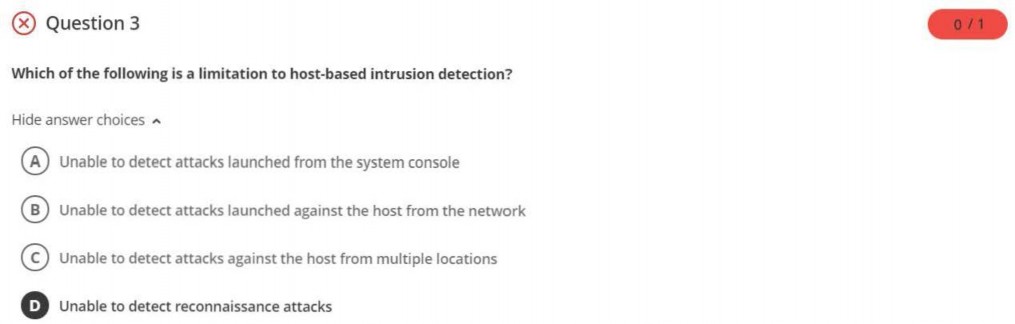 Question 3
0 / 1
Which of the following is a limitation to host-based intrusion detection?
Hide answer choices
A Unable to detect attacks launched from the system console
B Unable to detect attacks launched against the host from the network
C Unable to detect attacks against the host from multiple locations
D Unable to detect reconnaissance attacks